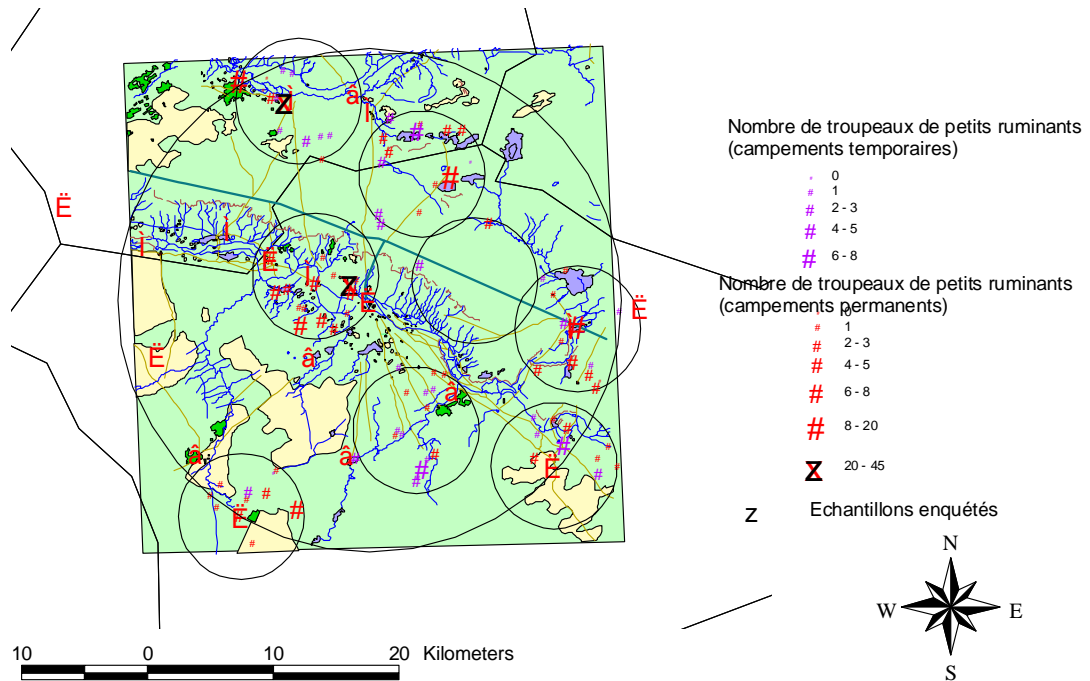 Nombre de troupeaux de petits ruminants
(campements temporaires)
0
1
2 - 3
4 - 5
6 - 8
Nombre de troupeaux de petits ruminants
(campements permanents)
0
1
2 - 3
4 - 5
6 - 8
8 - 20
20 - 45
z Echantillons enquétés
N
W E
S
10 0 10 20 Kilometers